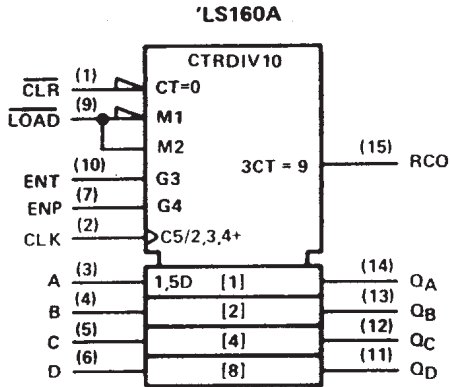 'LS160A
CTRDIV10
CLR (1) CT=0
LOAD (9) M1
M2
3CT = 9 (15) RCO
ENT (10) G3
ENP (7) G4
CLK (2) C5/2,3,4+
A (3) 1,5D [1] (14) QA
B (4) [2] (13) QB
C (5) [4] (12) QC
D (6) [8] (11) QD